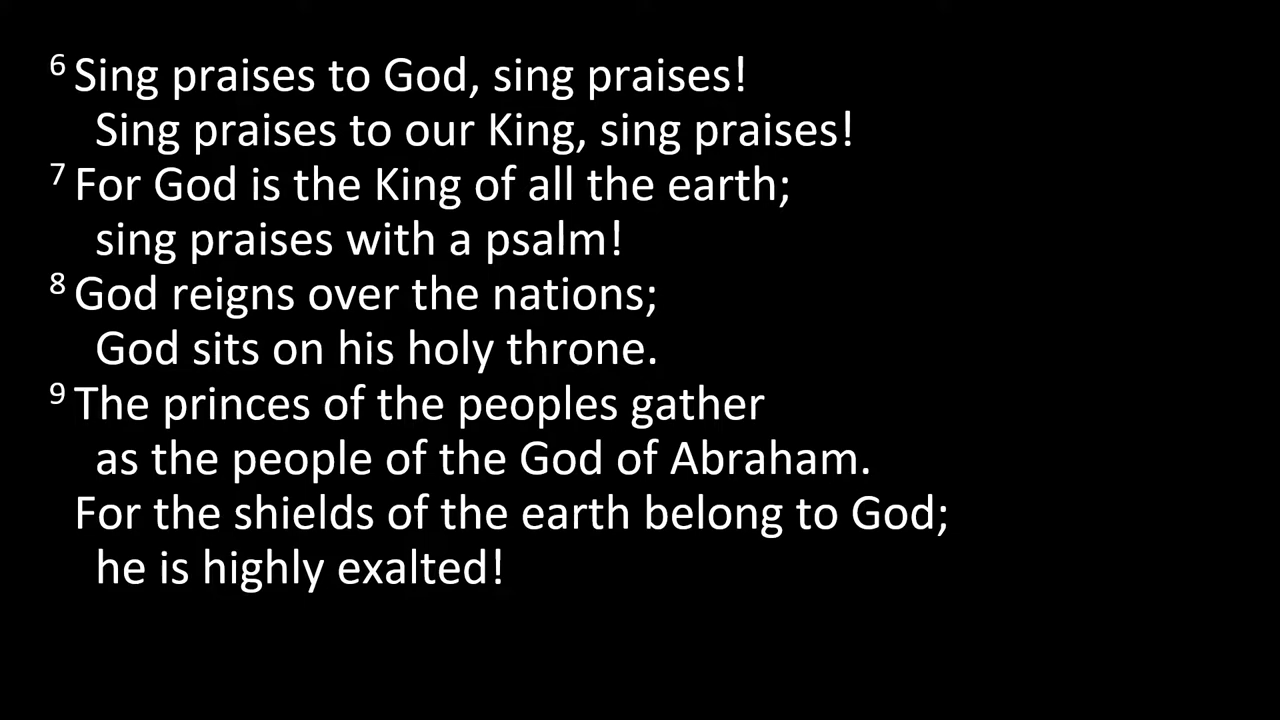 6 Sing praises to God, sing praises!
Sing praises to our King, sing praises!
7 For God is the King of all the earth;
sing praises with a psalm!
8 God reigns over the nations;
God sits on his holy throne.
9 The princes of the peoples gather
as the people of the God of Abraham.
For the shields of the earth belong to God;
he is highly exalted!